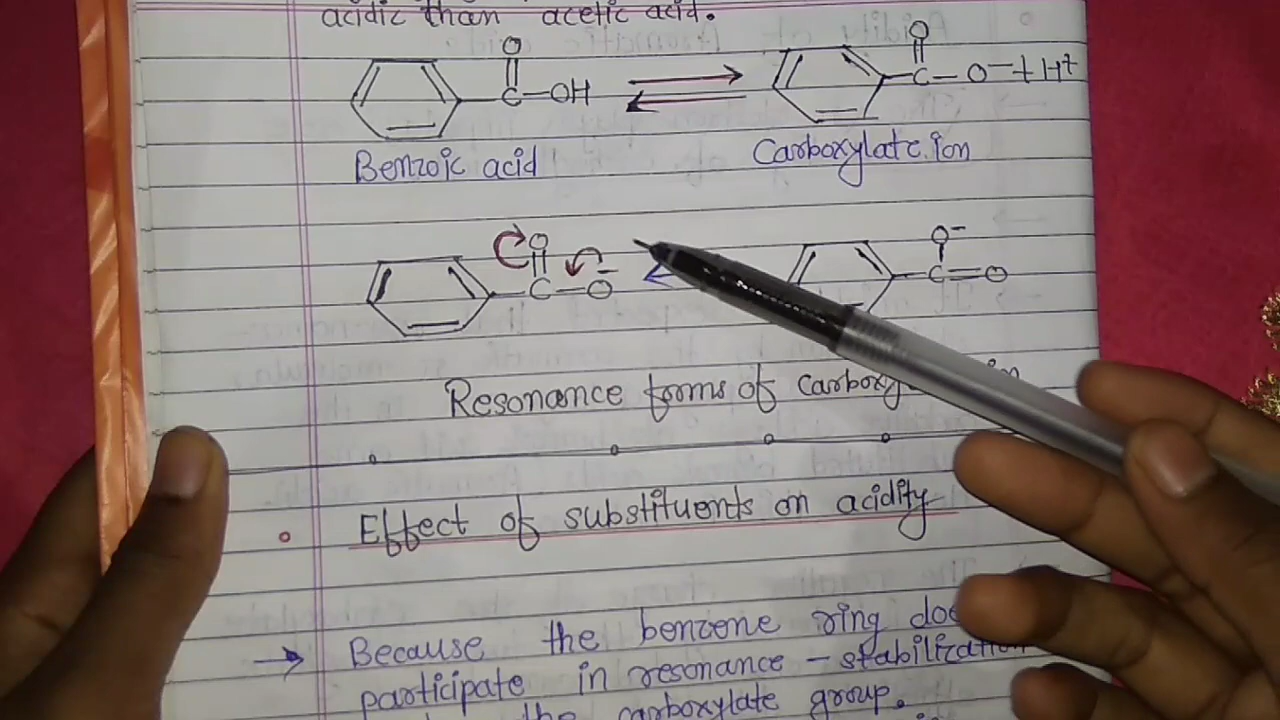 acidic than acetic acid.
O
C-OH
O
C-O⁻ + H⁺
Benzoic acid
Carboxylate ion
O
C-O⁻
O⁻
C=O
Resonance forms of
Effect of substituents on acidity
→ Because the benzene ring
participate in resonance - stabilization
the carboxylate group.